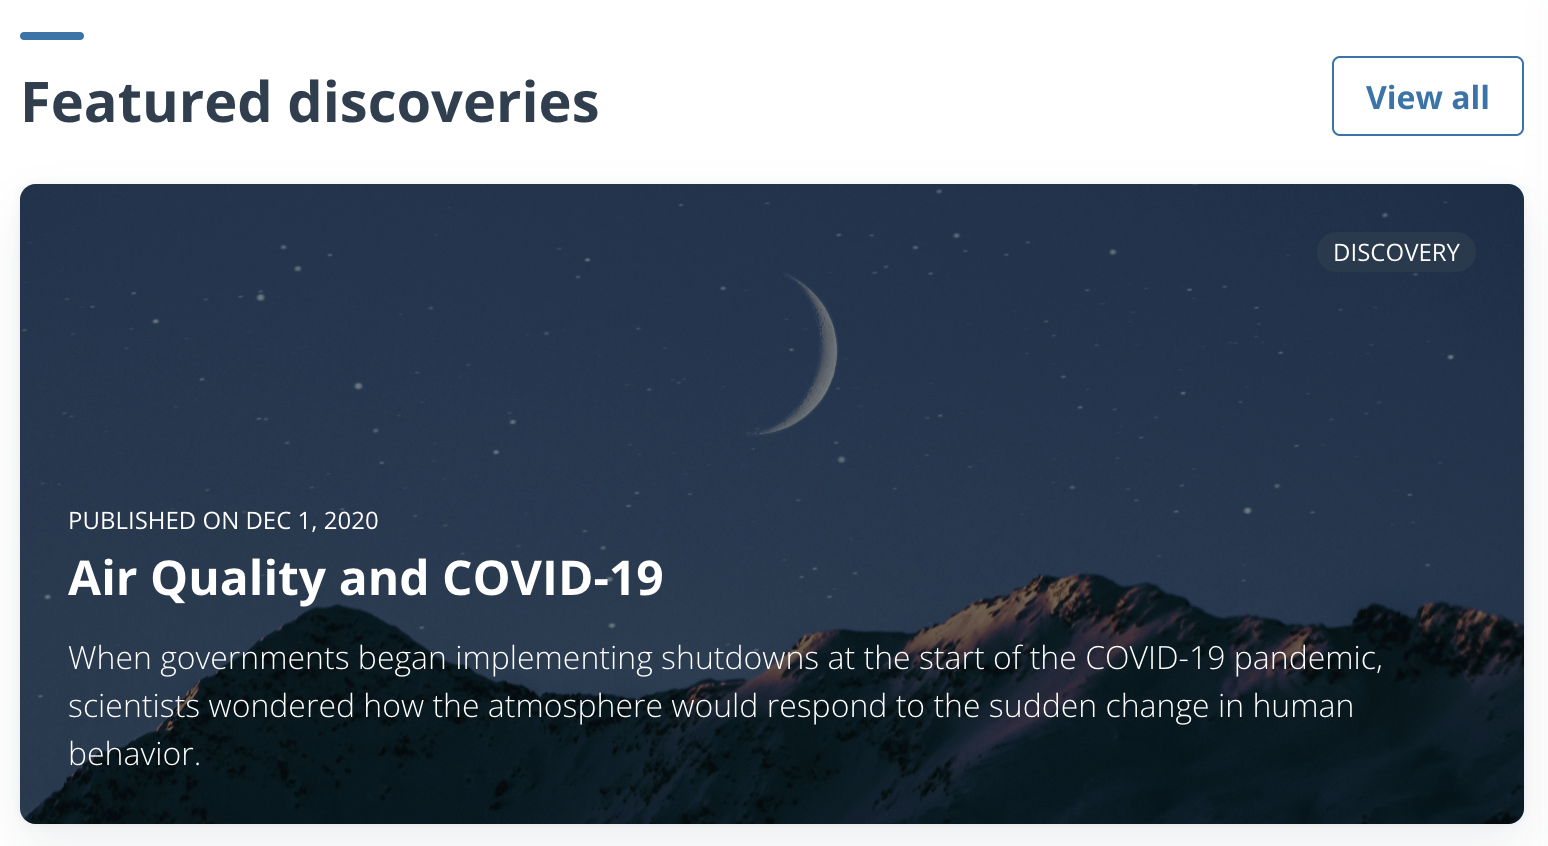 Featured discoveries
View all
DISCOVERY
PUBLISHED ON DEC 1, 2020
Air Quality and COVID-19
When governments began implementing shutdowns at the start of the COVID-19 pandemic,
scientists wondered how the atmosphere would respond to the sudden change in human
behavior.